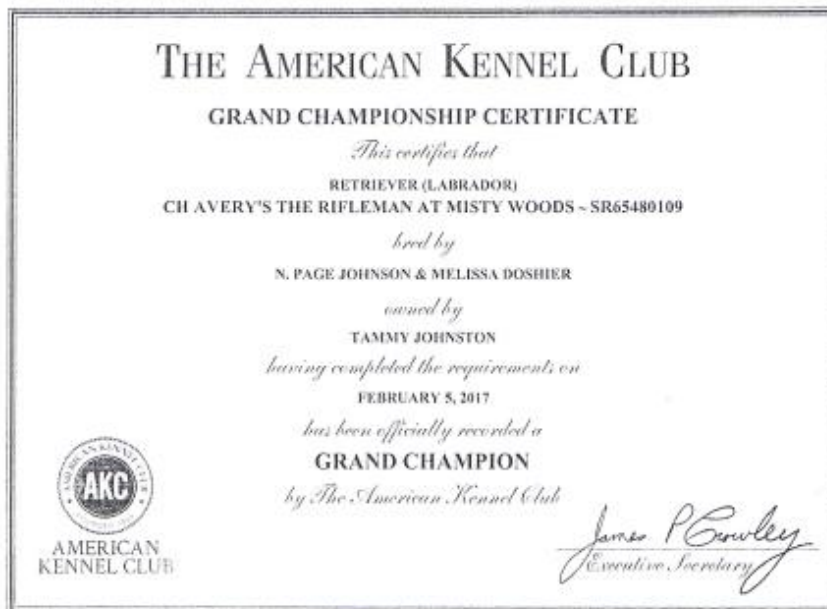 THE AMERICAN KENNEL CLUB
GRAND CHAMPIONSHIP CERTIFICATE
This certifies that
RETRIEVER (LABRADOR)
CH AVERY'S THE RIFLEMAN AT MISTY WOODS ~ SR65480109
bred by
N. PAGE JOHNSON & MELISSA DOSHIER
owned by
TAMMY JOHNSTON
having completed the requirements on
FEBRUARY 5, 2017
has been officially recorded a
GRAND CHAMPION
by The American Kennel Club
AMERICAN KENNEL CLUB
AKC
AMERICAN
KENNEL CLUB
James P Crowley
Executive Secretary